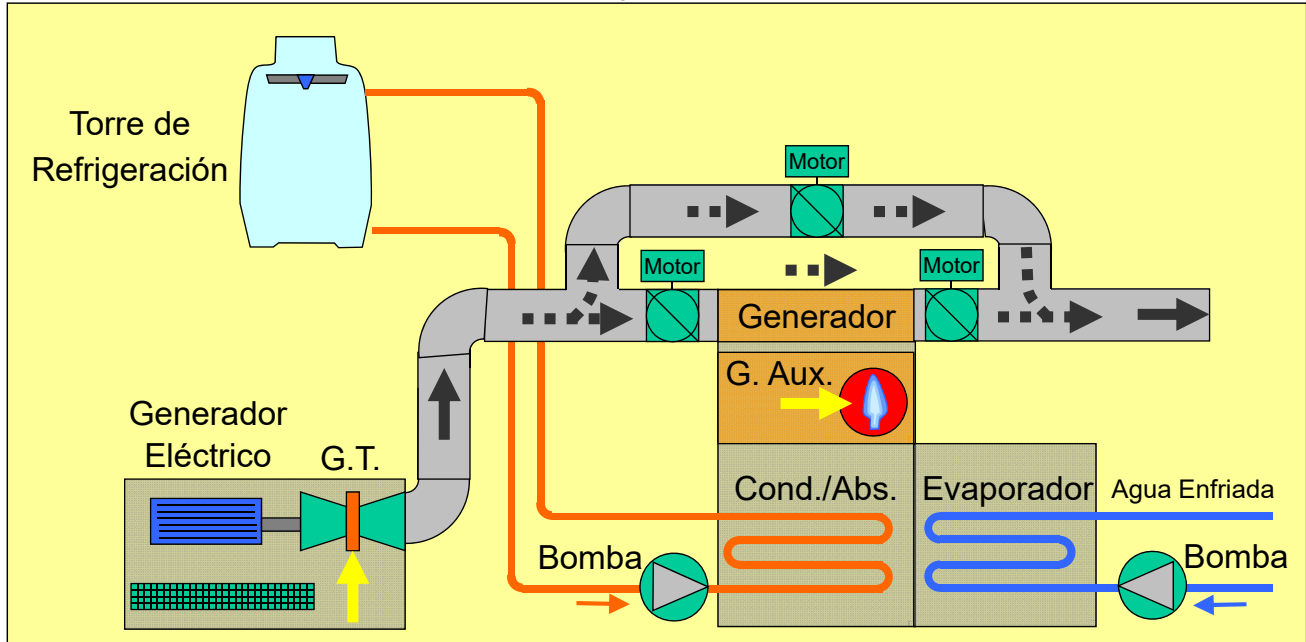 Torre de
Refrigeración
Motor
Motor
Motor
Generador
G. Aux.
Generador
Eléctrico
G.T.
Cond./Abs.
Evaporador
Agua Enfriada
Bomba
Bomba